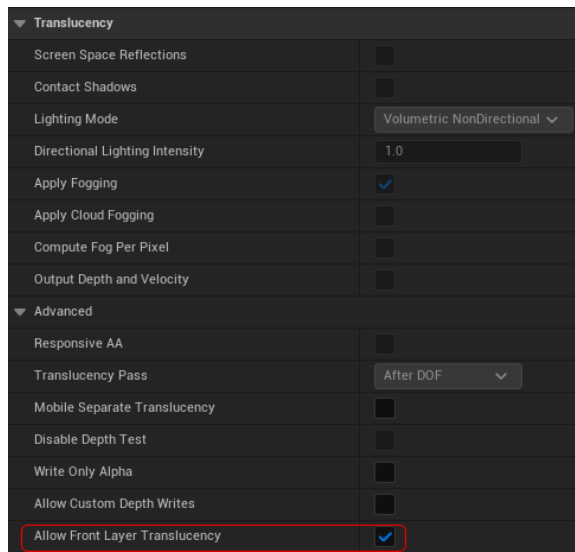 Translucency
Screen Space Reflections
Contact Shadows
Lighting Mode Volumetric NonDirectional
Directional Lighting Intensity 1.0
Apply Fogging
Apply Cloud Fogging
Compute Fog Per Pixel
Output Depth and Velocity
Advanced
Responsive AA
Translucency Pass After DOF
Mobile Separate Translucency
Disable Depth Test
Write Only Alpha
Allow Custom Depth Writes
Allow Front Layer Translucency